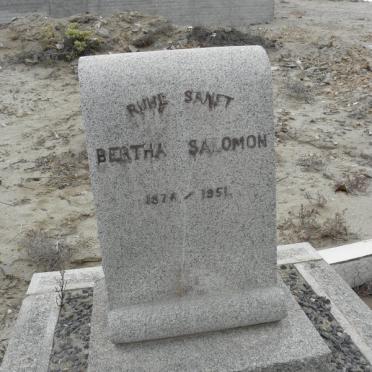 RUHE SANFT
BERTHA SALOMON
1874 / 1951.